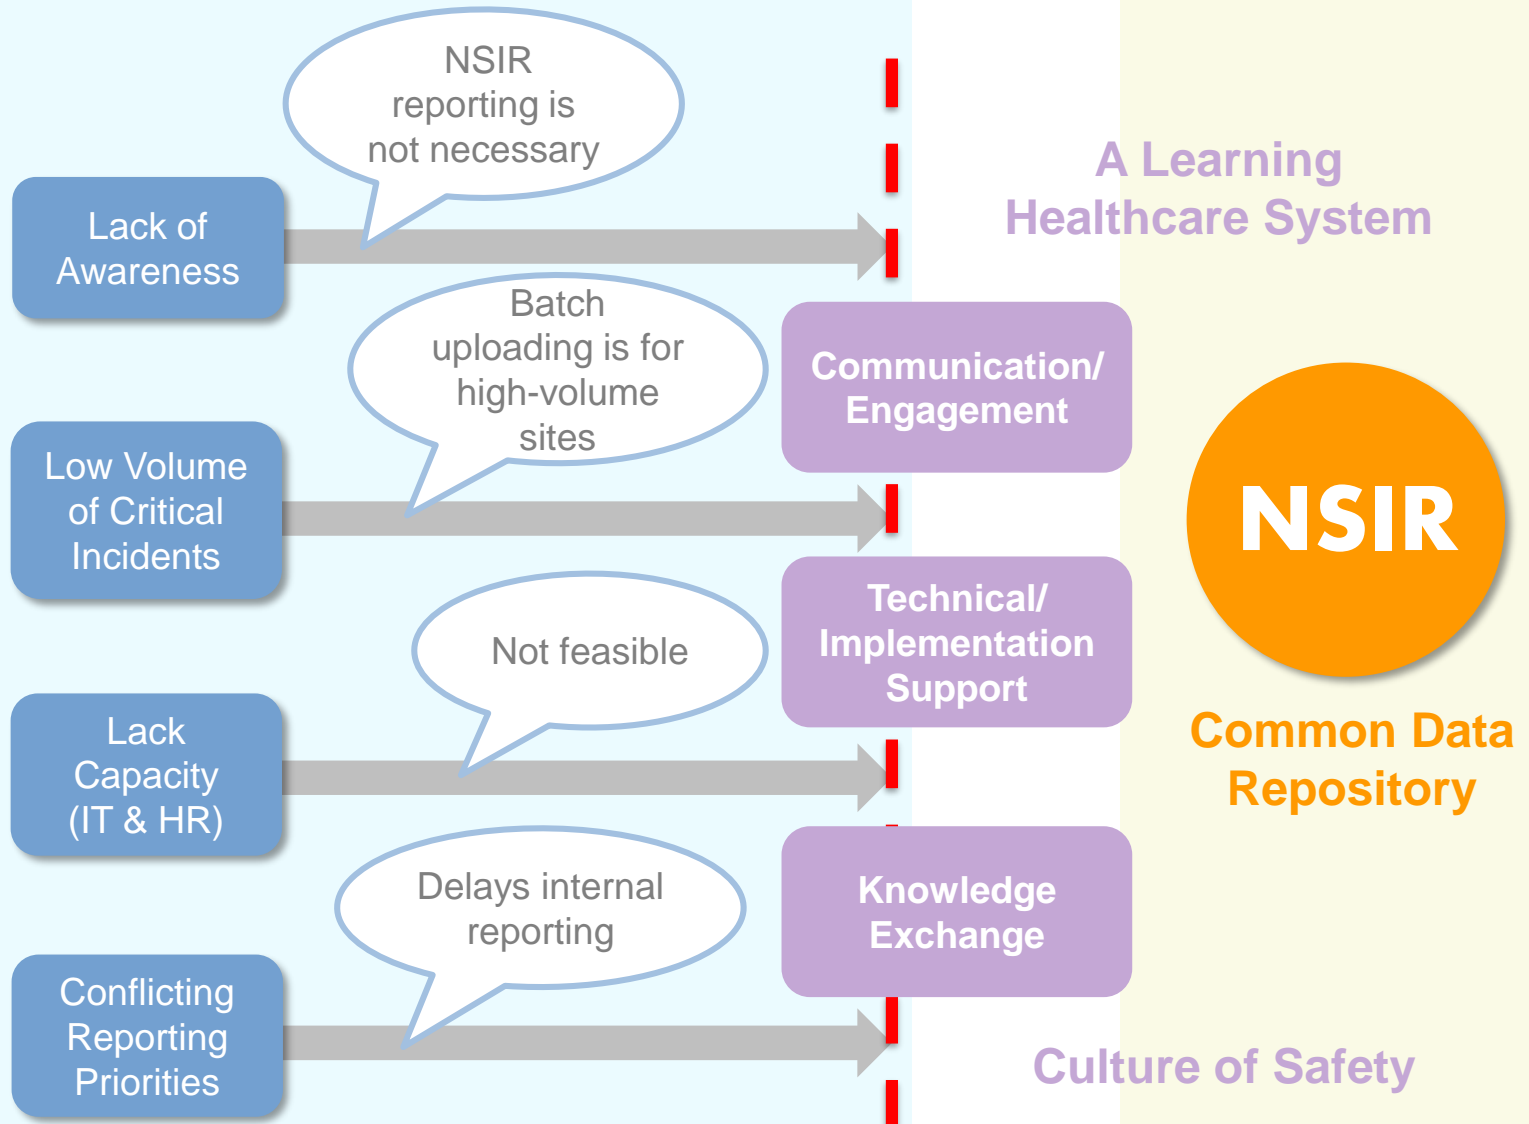 NSIR
reporting is
not necessary
Lack of
Awareness
Batch
uploading is for
high-volume
sites
Low Volume
of Critical
Incidents
Not feasible
Lack
Capacity
(IT & HR)
Delays internal
reporting
Conflicting
Reporting
Priorities
A Learning
Healthcare System
Communication/
Engagement
Technical/
Implementation
Support
Knowledge
Exchange
Culture of Safety
NSIR
Common Data
Repository